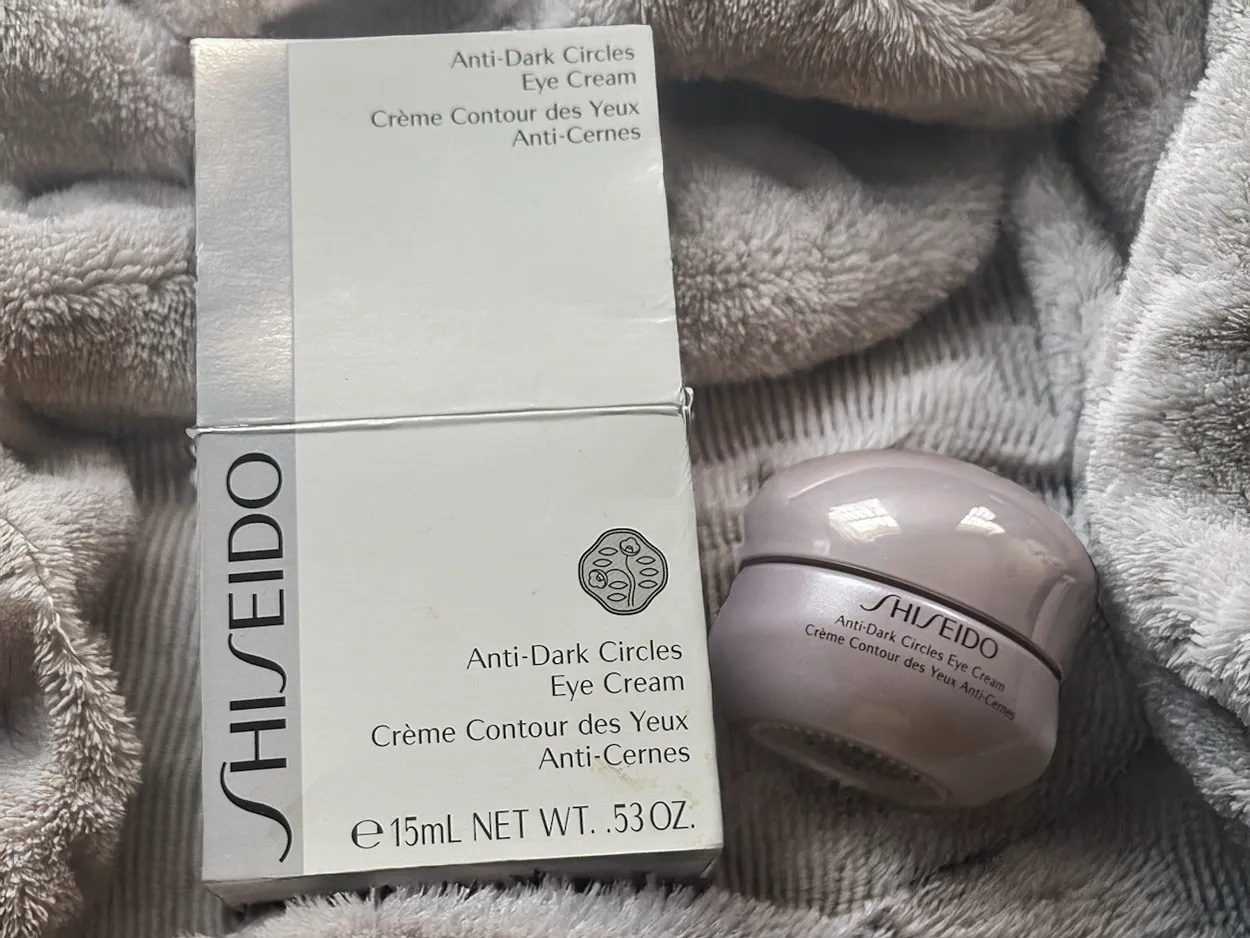 Anti-Dark Circles
Eye Cream
Crème Contour des Yeux
Anti-Cernes
SHISEIDO
Anti-Dark Circles
Eye Cream
Crème Contour des Yeux
Anti-Cernes
℮ 15mL NET WT. .53 OZ.
SHISEIDO
Anti-Dark Circles Eye Cream
Crème Contour des Yeux Anti-Cernes